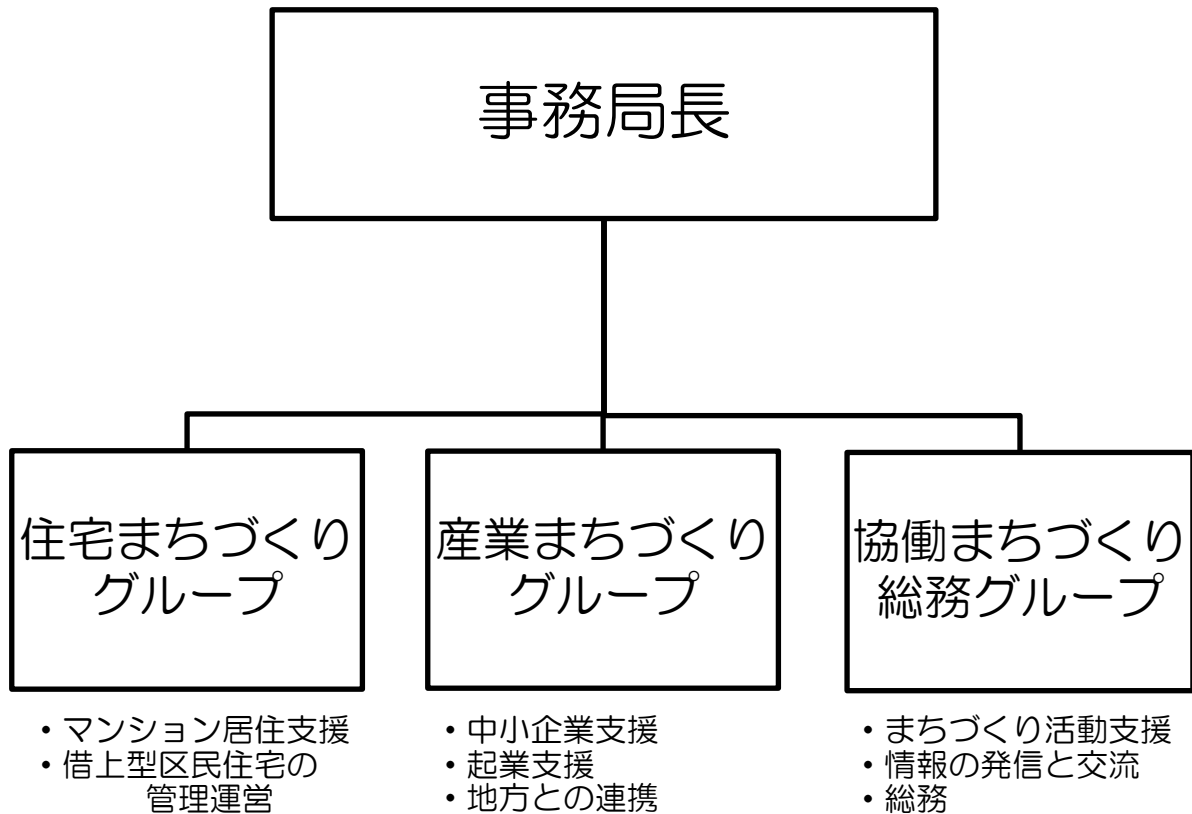 事務局長
住宅まちづくり
グループ
産業まちづくり
グループ
協働まちづくり
総務グループ
・マンション居住支援
・借上型区民住宅の
管理運営
・中小企業支援
・起業支援
・地方との連携
・まちづくり活動支援
・情報の発信と交流
・総務